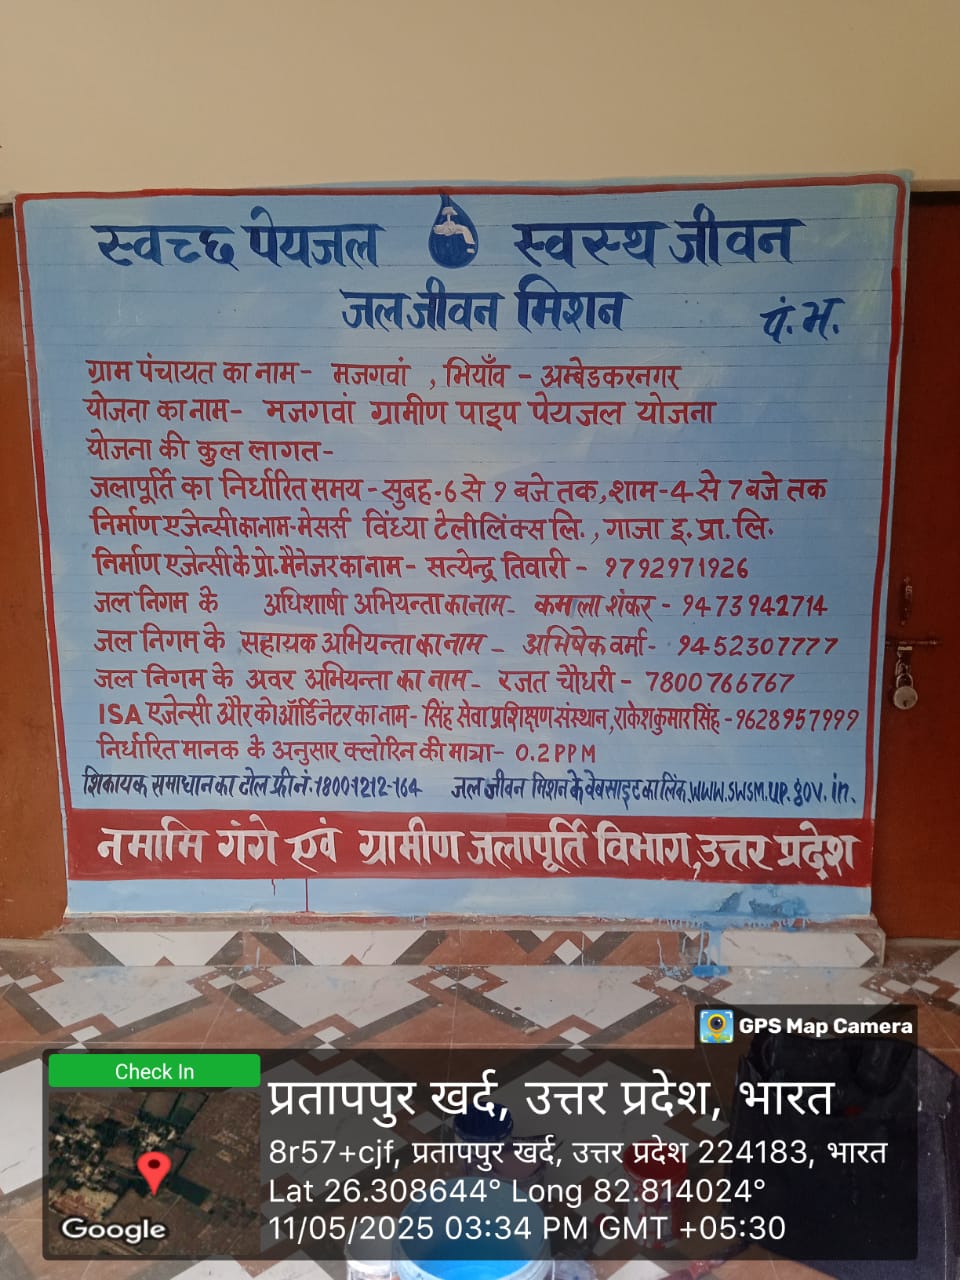 स्वच्छ पेयजल स्वस्थ जीवन
जल जीवन मिशन
पं.भ.
ग्राम पंचायत का नाम- मजगवां , भियाँव - अम्बेडकरनगर
योजना का नाम- मजगवां ग्रामीण पाइप पेयजल योजना
योजना की कुल लागत-
जलापूर्ति का निर्धारित समय - सुबह-6 से 9 बजे तक, शाम-4 से 7 बजे तक
निर्माण एजेन्सी का नाम-मेसर्स विंध्या टेलीलिंक्स लि., गाजा इ. प्रा. लि.
निर्माण एजेन्सी के प्रो. मैनेजर का नाम- सत्येन्द्र तिवारी - 9792971926
जल निगम के अधिशाषी अभियन्ता का नाम- कमाला शंकर - 9473942714
जल निगम के सहायक अभियन्ता का नाम - अभिषेक वर्मा- 9452307777
जल निगम के अवर अभियन्ता का नाम- रजत चौधरी - 7800766767
ISA एजेन्सी और कोऑर्डिनेटर का नाम- सिंह सेवा प्रशिक्षण संस्थान, राकेश कुमार सिंह -9628957999
निर्धारित मानक के अनुसार क्लोरिन की मात्रा- 0.2 PPM
शिकायक समाधान का टोल फ्री नं.-18001212-164 जल जीवन मिशन के वेबसाइट का लिंक.www.swsm.up.gov.in.
नमामि गंगे एवं ग्रामीण जलापूर्ति विभाग, उत्तर प्रदेश
GPS Map Camera
Check In
Google
प्रतापपुर खर्द, उत्तर प्रदेश, भारत
8r57+cjf, प्रतापपुर खर्द, उत्तर प्रदेश 224183, भारत
Lat 26.308644° Long 82.814024°
11/05/2025 03:34 PM GMT +05:30